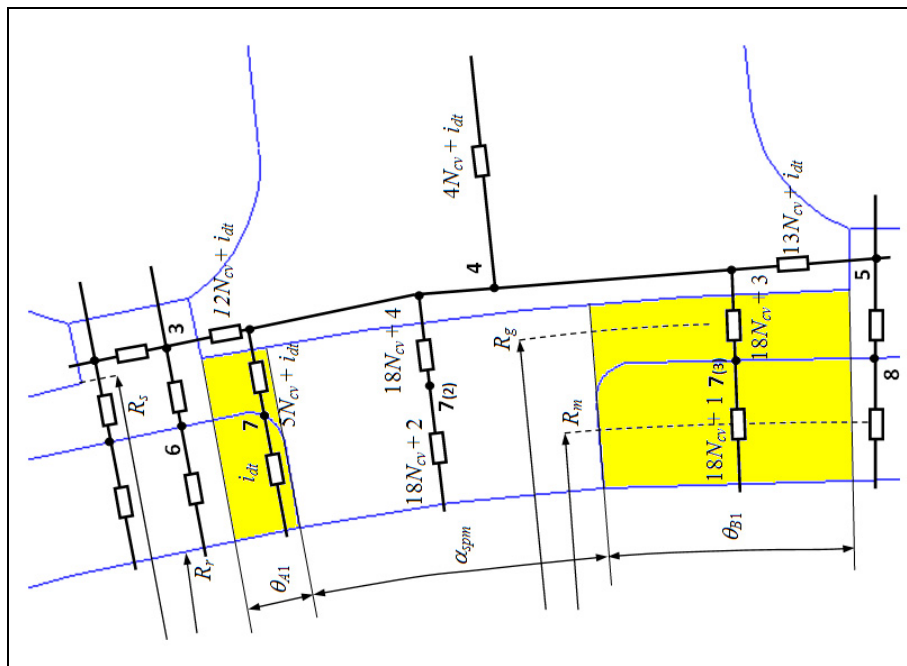 3
12N_cv + i_dt
R_s
6
7
5N_cv + i_dt
i_dt
R_r
θ_A1
4
4N_cv + i_dt
18N_cv + 4
7(2)
18N_cv + 2
α_spm
R_g
R_m
13N_cv + i_dt
5
18N_cv + 3
7(3)
18N_cv + 1
8
θ_B1